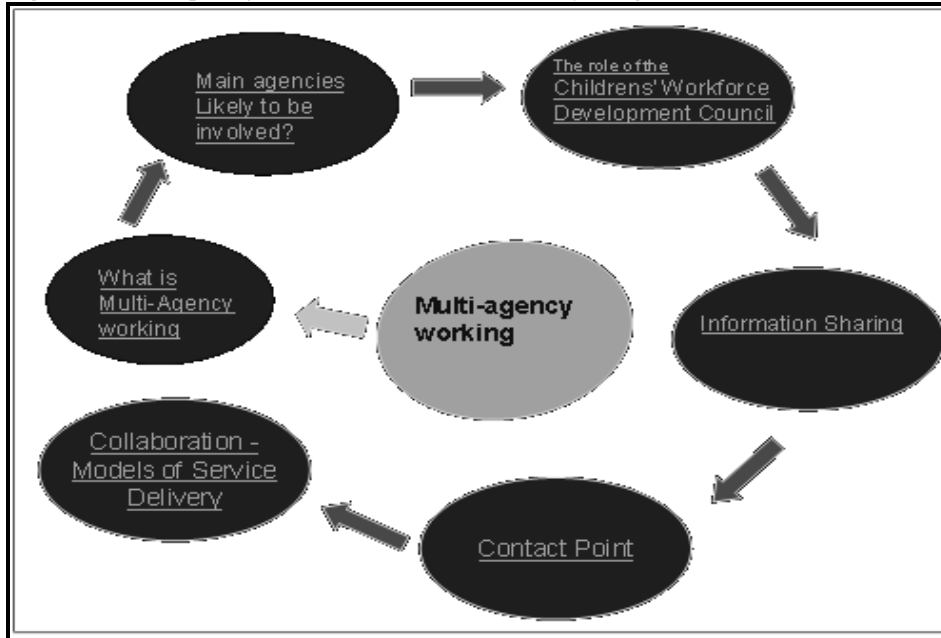 Main agencies
Likely to be
involved?
The role of the
Childrens' Workforce
Development Council
What is
Multi-Agency
working
Multi-agency
working
Information Sharing
Collaboration -
Models of Service
Delivery
Contact Point